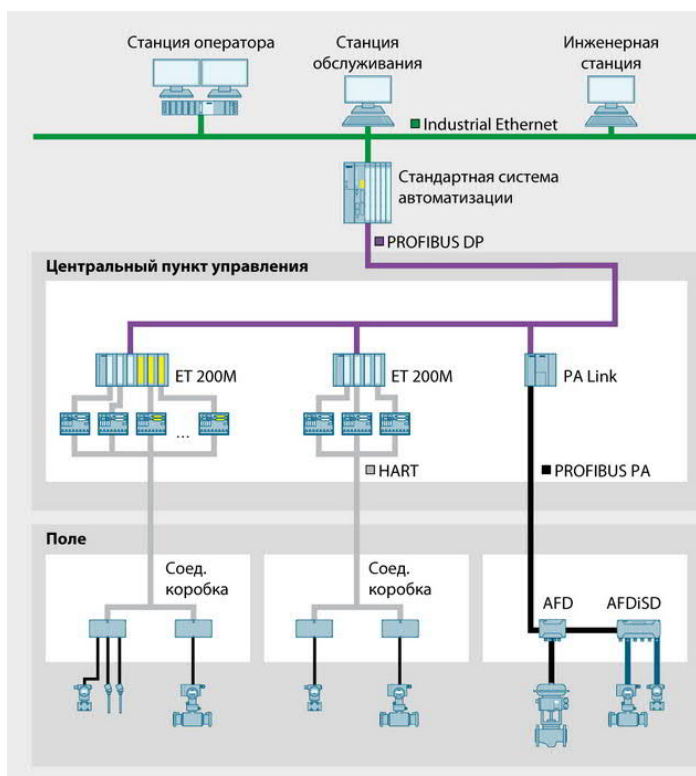 Станция оператора
Станция
обслуживания
Инженерная
станция
Industrial Ethernet
Стандартная система
автоматизации
PROFIBUS DP
Центральный пункт управления
ET 200M
ET 200M
PA Link
...
HART
PROFIBUS PA
Поле
Соед.
коробка
Соед.
коробка
AFD
AFDiSD